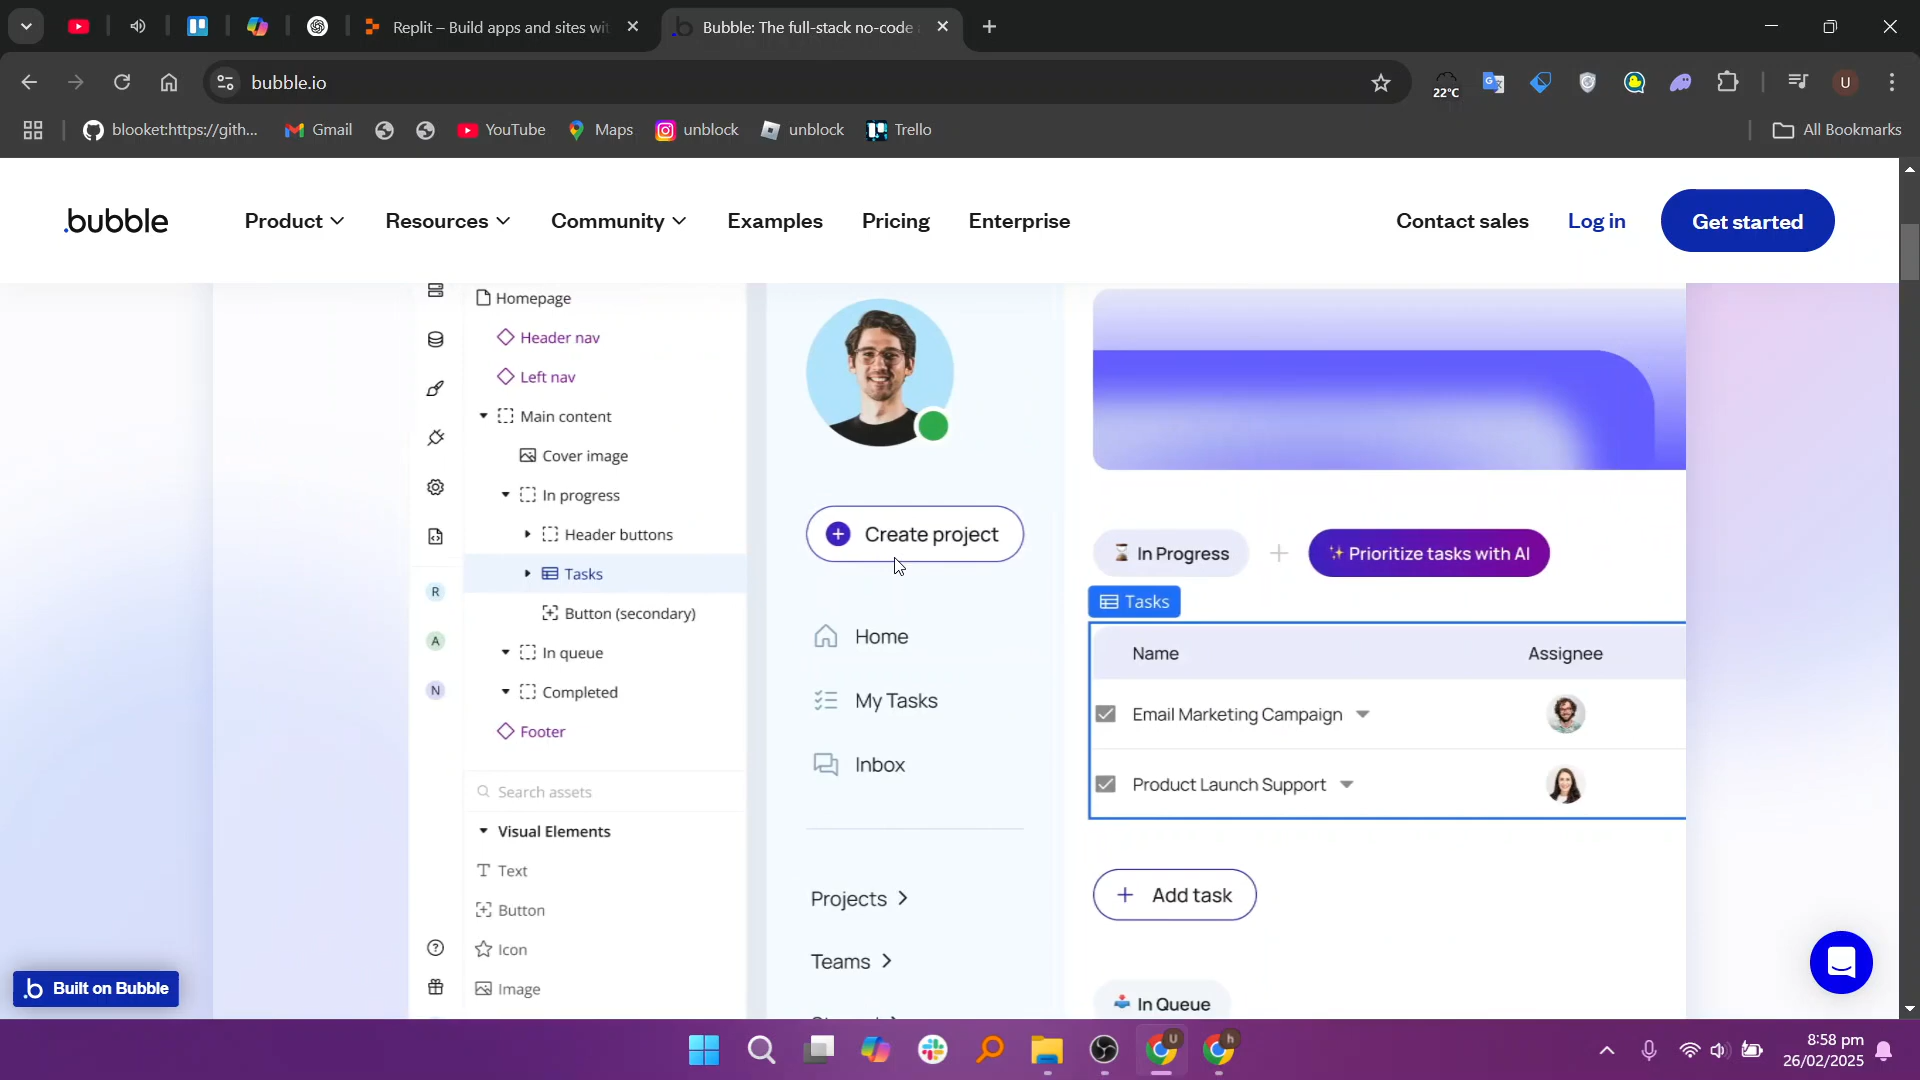 Replit – Build apps and sites wit
Bubble: The full-stack no-code
bubble.io
22°C
U
blooket:https://gith...
Gmail
YouTube
Maps
unblock
unblock
Trello
All Bookmarks
.bubble
Product
Resources
Community
Examples
Pricing
Enterprise
Contact sales
Log in
Get started
Homepage
Header nav
Left nav
Main content
Cover image
In progress
Header buttons
Tasks
Button (secondary)
In queue
Completed
Footer
R
A
N
Search assets
Visual Elements
Text
Button
Icon
Image
Create project
Home
My Tasks
Inbox
Projects
Teams
In Progress
Prioritize tasks with AI
Tasks
Name
Assignee
Email Marketing Campaign
Product Launch Support
Add task
In Queue
Built on Bubble
U
h
8:58 pm
26/02/2025